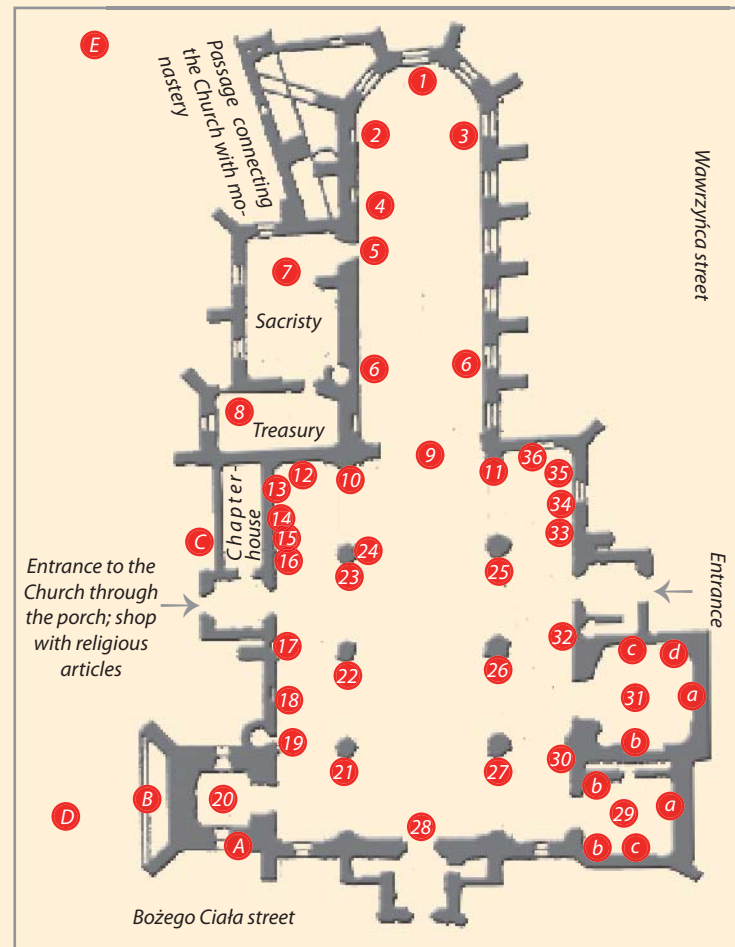 E
Passage connecting
the Church with mo-
nastery
1
2
3
Wawrzyńca street
4
5
7
Sacristy
6
6
8
Treasury
9
36
11
35
10
12
13
34
Chapter-
house
14
33
15
C
24
16
23
25
Entrance to the
Church through
the porch; shop
with religious
articles
Entrance
32
17
c
d
22
26
31
a
18
19
b
21
27
30
b
B
20
a
29
D
28
A
b
c
Bożego Ciała street